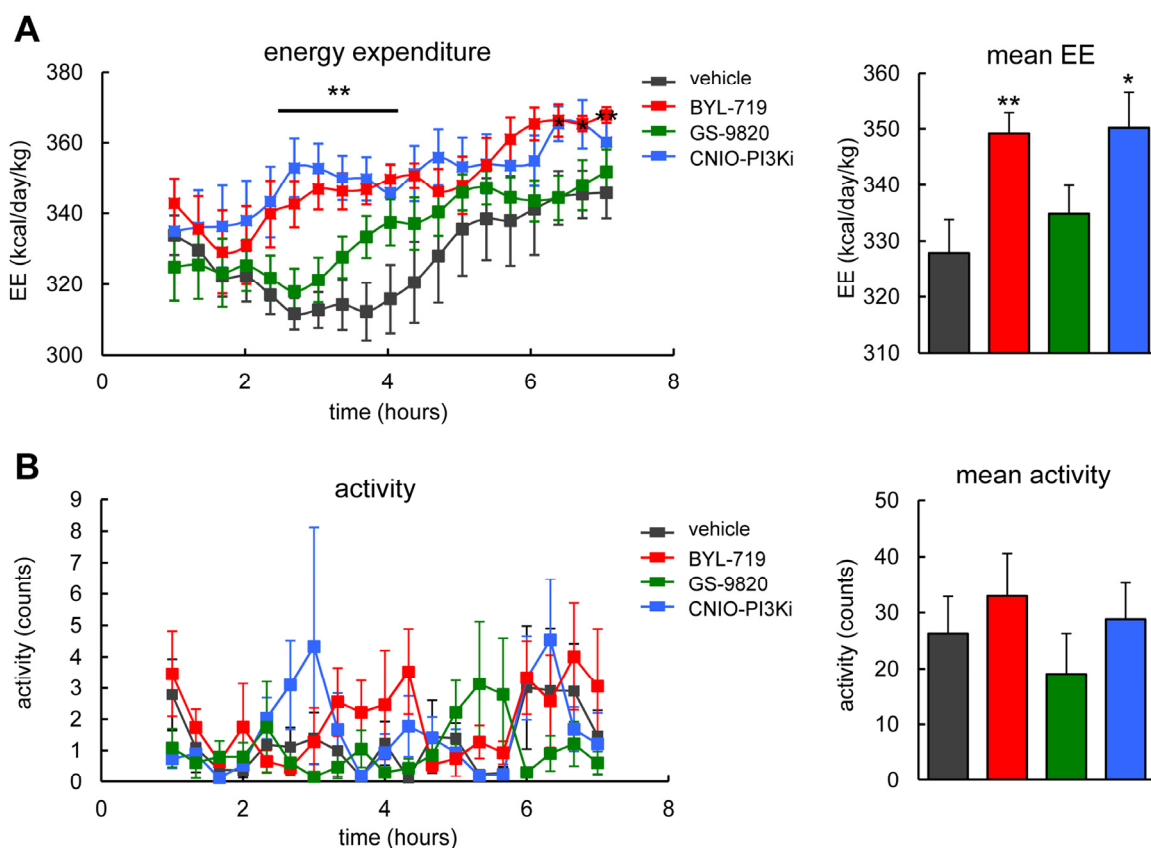 A
energy expenditure
380
360
340
320
300
EE (kcal/day/kg)
0
2
4
6
8
time (hours)
**
*
*
**
vehicle
BYL-719
GS-9820
CNIO-PI3Ki
mean EE
360
350
339
330
320
310
EE (kcal/day/kg)
**
*
B
activity
9
8
7
6
5
4
3
2
1
0
activity (counts)
0
2
4
6
8
time (hours)
vehicle
BYL-719
GS-9820
CNIO-PI3Ki
mean activity
50
40
30
20
10
0
activity (counts)